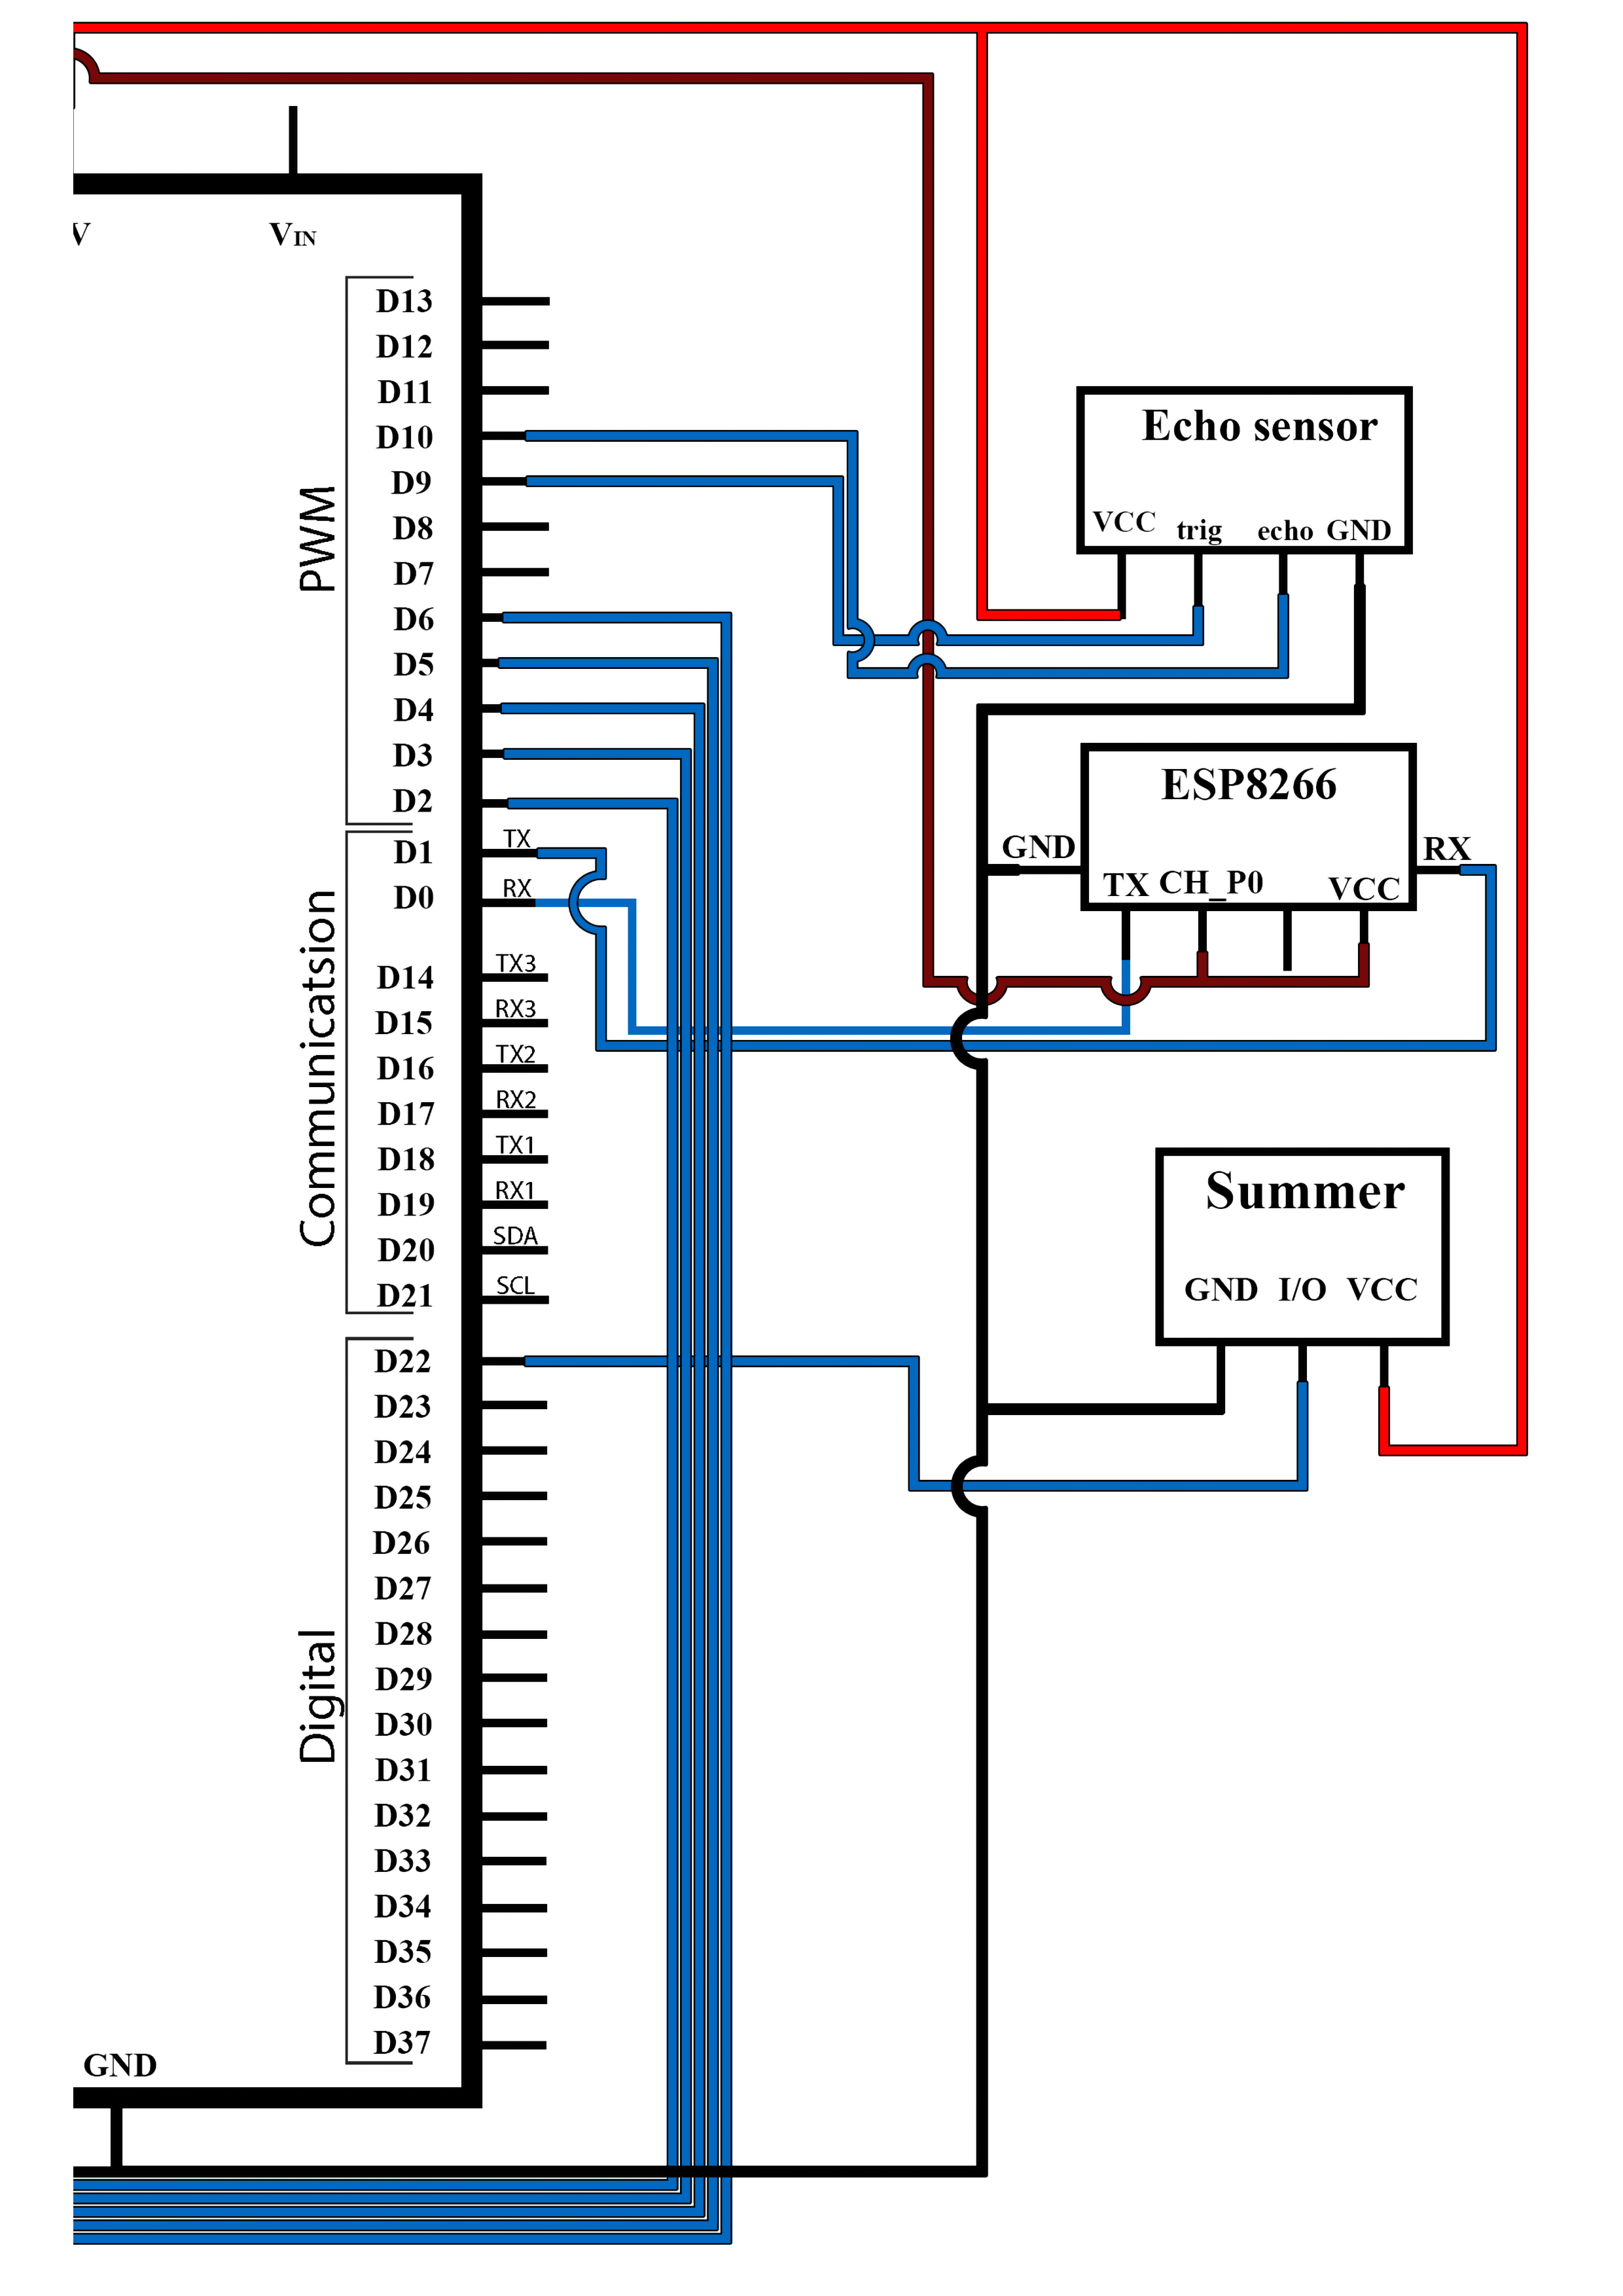 V
VIN
PWM
D13
D12
D11
D10
D9
D8
D7
D6
D5
D4
D3
D2
Communicatsion
D1 TX
D0 RX
D14 TX3
D15 RX3
D16 TX2
D17 RX2
D18 TX1
D19 RX1
D20 SDA
D21 SCL
Digital
D22
D23
D24
D25
D26
D27
D28
D29
D30
D31
D32
D33
D34
D35
D36
D37
GND
Echo sensor
VCC trig echo GND
ESP8266
GND RX
TX CH_P0 VCC
Summer
GND I/O VCC